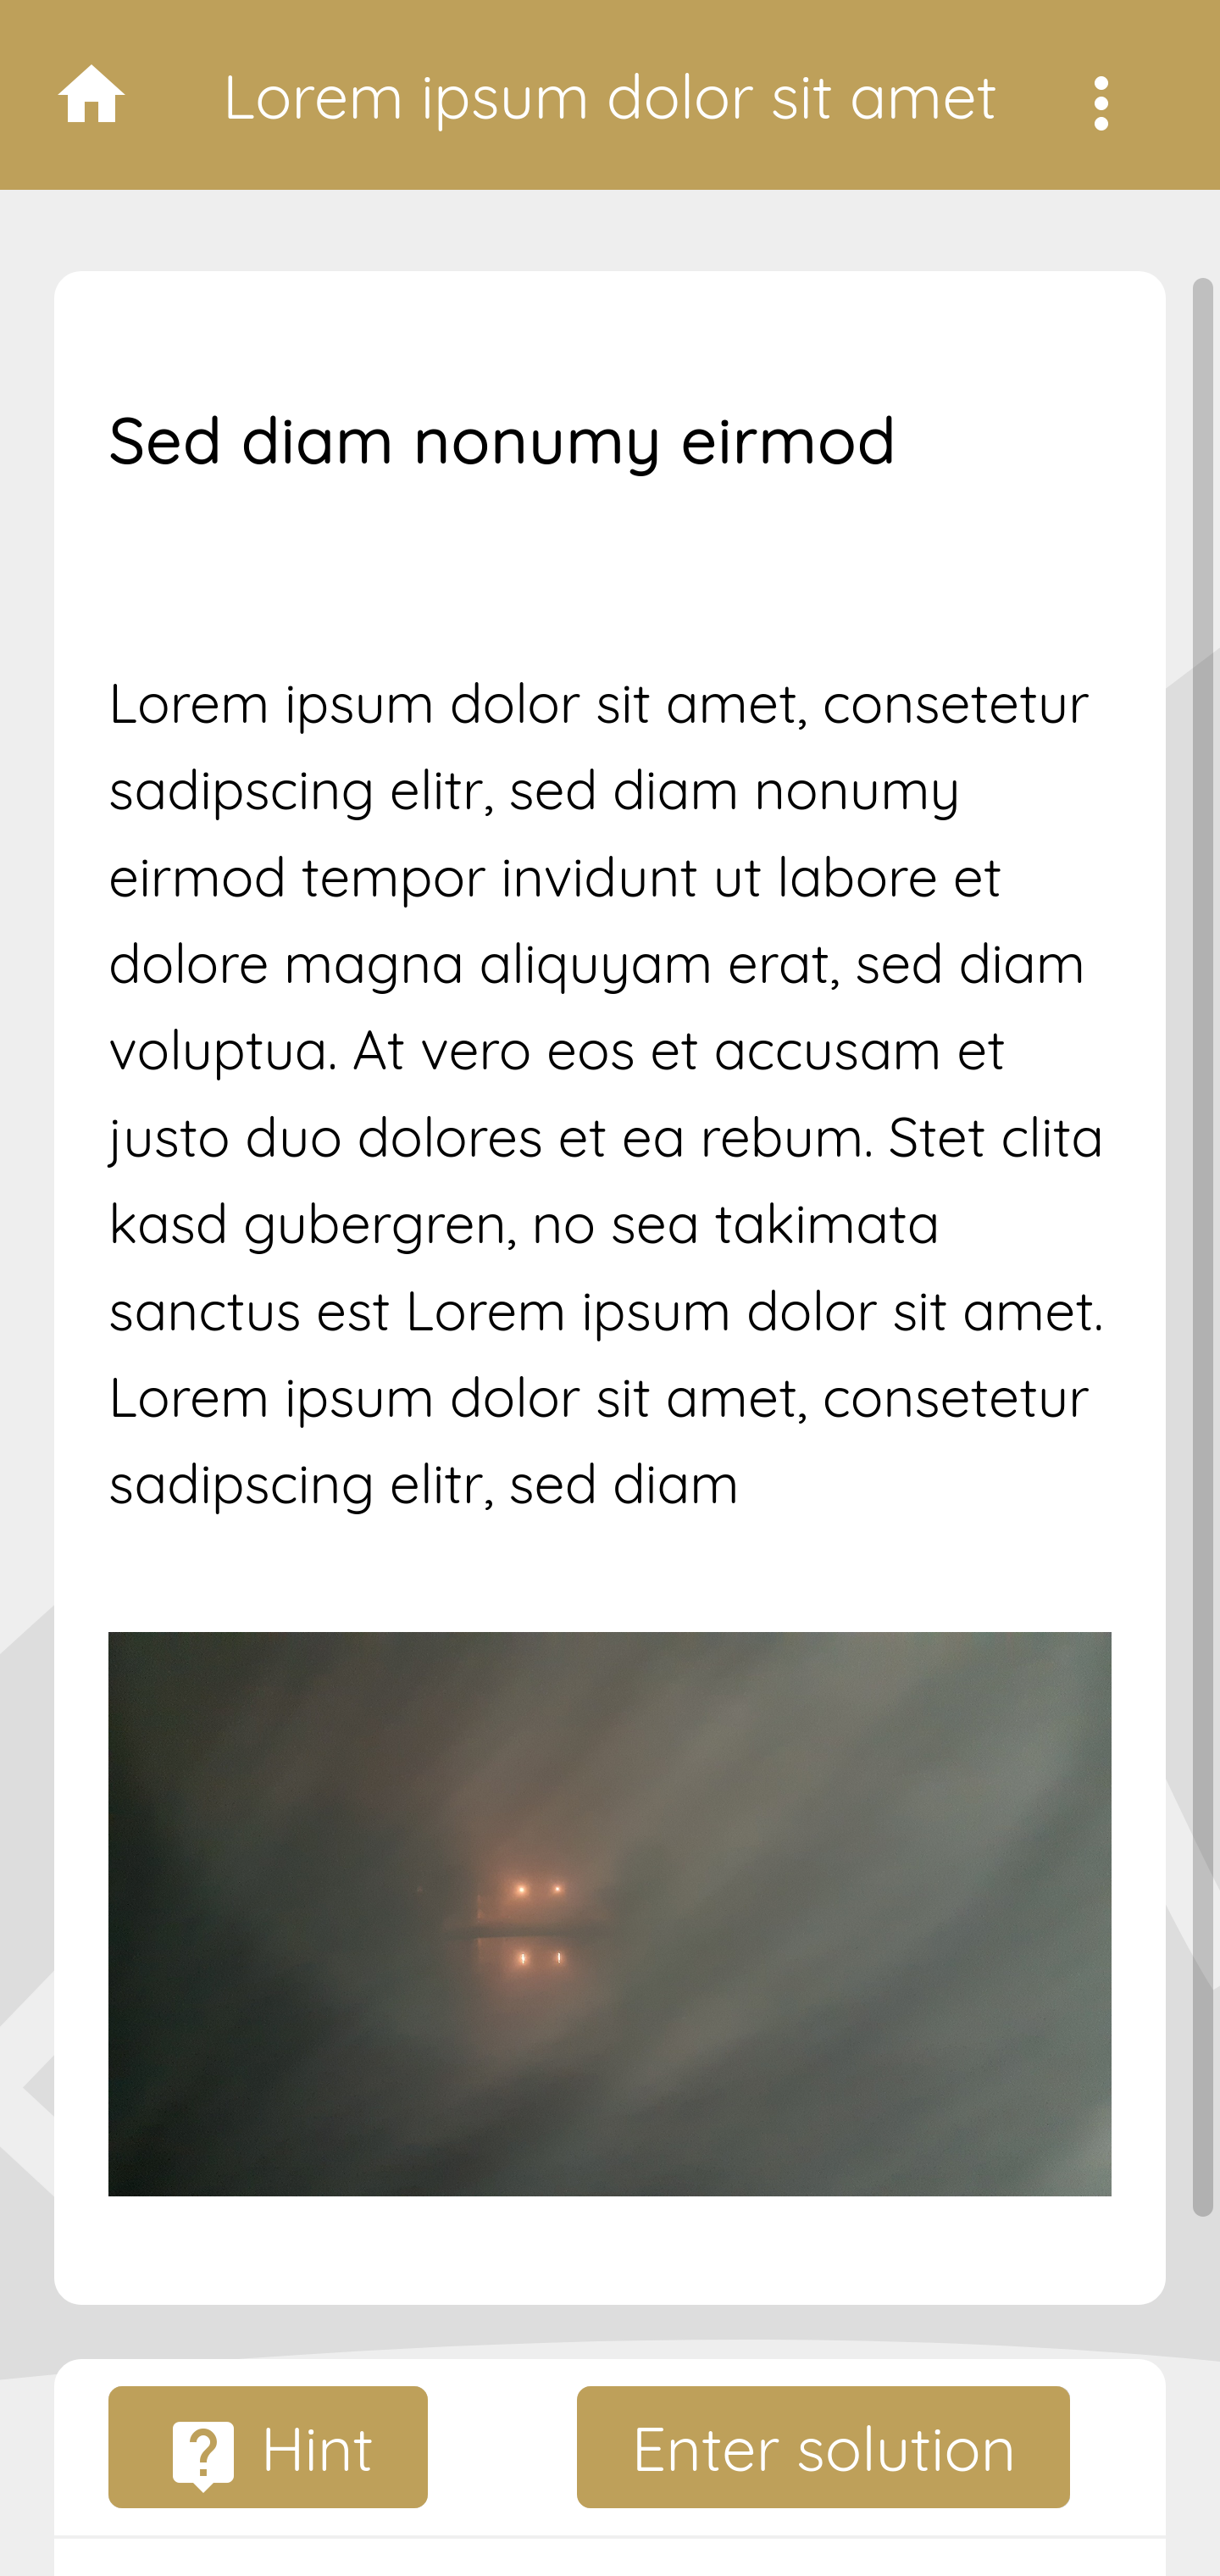 Lorem ipsum dolor sit amet
Sed diam nonumy eirmod
Lorem ipsum dolor sit amet, consetetur
sadipscing elitr, sed diam nonumy
eirmod tempor invidunt ut labore et
dolore magna aliquyam erat, sed diam
voluptua. At vero eos et accusam et
justo duo dolores et ea rebum. Stet clita
kasd gubergren, no sea takimata
sanctus est Lorem ipsum dolor sit amet.
Lorem ipsum dolor sit amet, consetetur
sadipscing elitr, sed diam
Hint
Enter solution